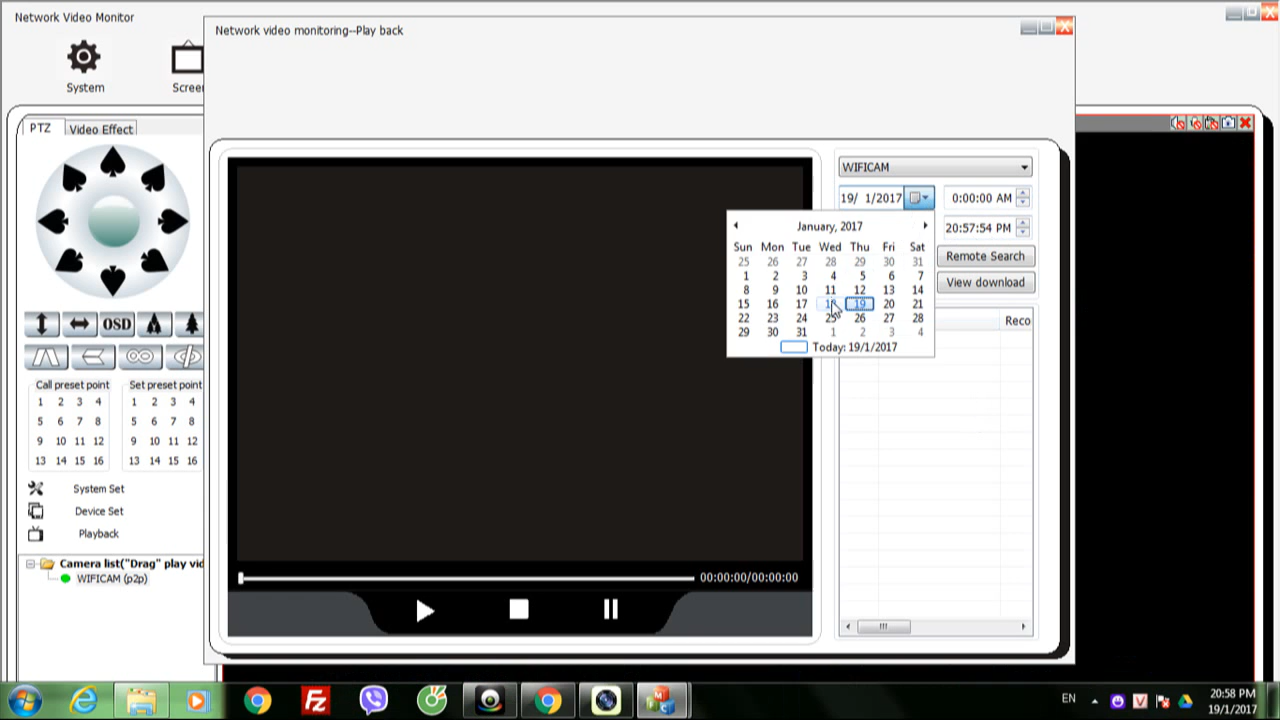 Network Video Monitor
Network video monitoring--Play back
System
Scree
PTZ
Video Effect
OSD
Call preset point
Set preset point
1 2 3 4
1 2 3 4
5 6 7 8
5 6 7 8
9 10 11 12
9 10 11 12
13 14 15 16
13 14 15 16
System Set
Device Set
Playback
Camera list("Drag" play vid
WIFICAM (p2p)
00:00:00/00:00:00
WIFICAM
19/ 1/2017
0:00:00 AM
20:57:54 PM
Remote Search
View download
Reco
January, 2017
Sun Mon Tue Wed Thu Fri Sat
25 26 27 28 29 30 31
1 2 3 4 5 6 7
8 9 10 11 12 13 14
15 16 17 18 19 20 21
22 23 24 25 26 27 28
29 30 31 1 2 3 4
Today: 19/1/2017
EN
20:58 PM
19/1/2017